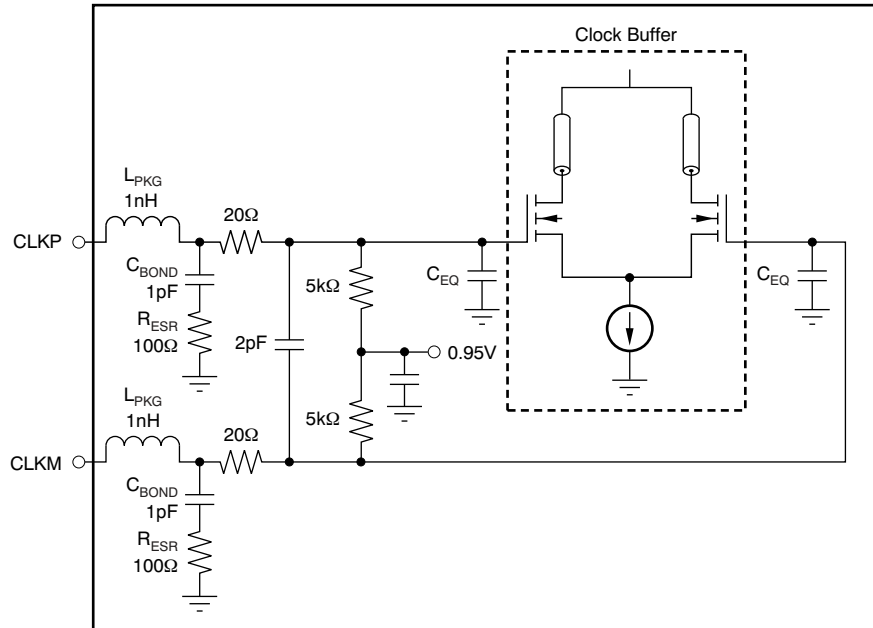 Clock Buffer
L_PKG
1nH
20Ω
CLKP
C_BOND
1pF
R_ESR
100Ω
5kΩ
C_EQ
C_EQ
2pF
0.95V
L_PKG
1nH
5kΩ
20Ω
CLKM
C_BOND
1pF
R_ESR
100Ω